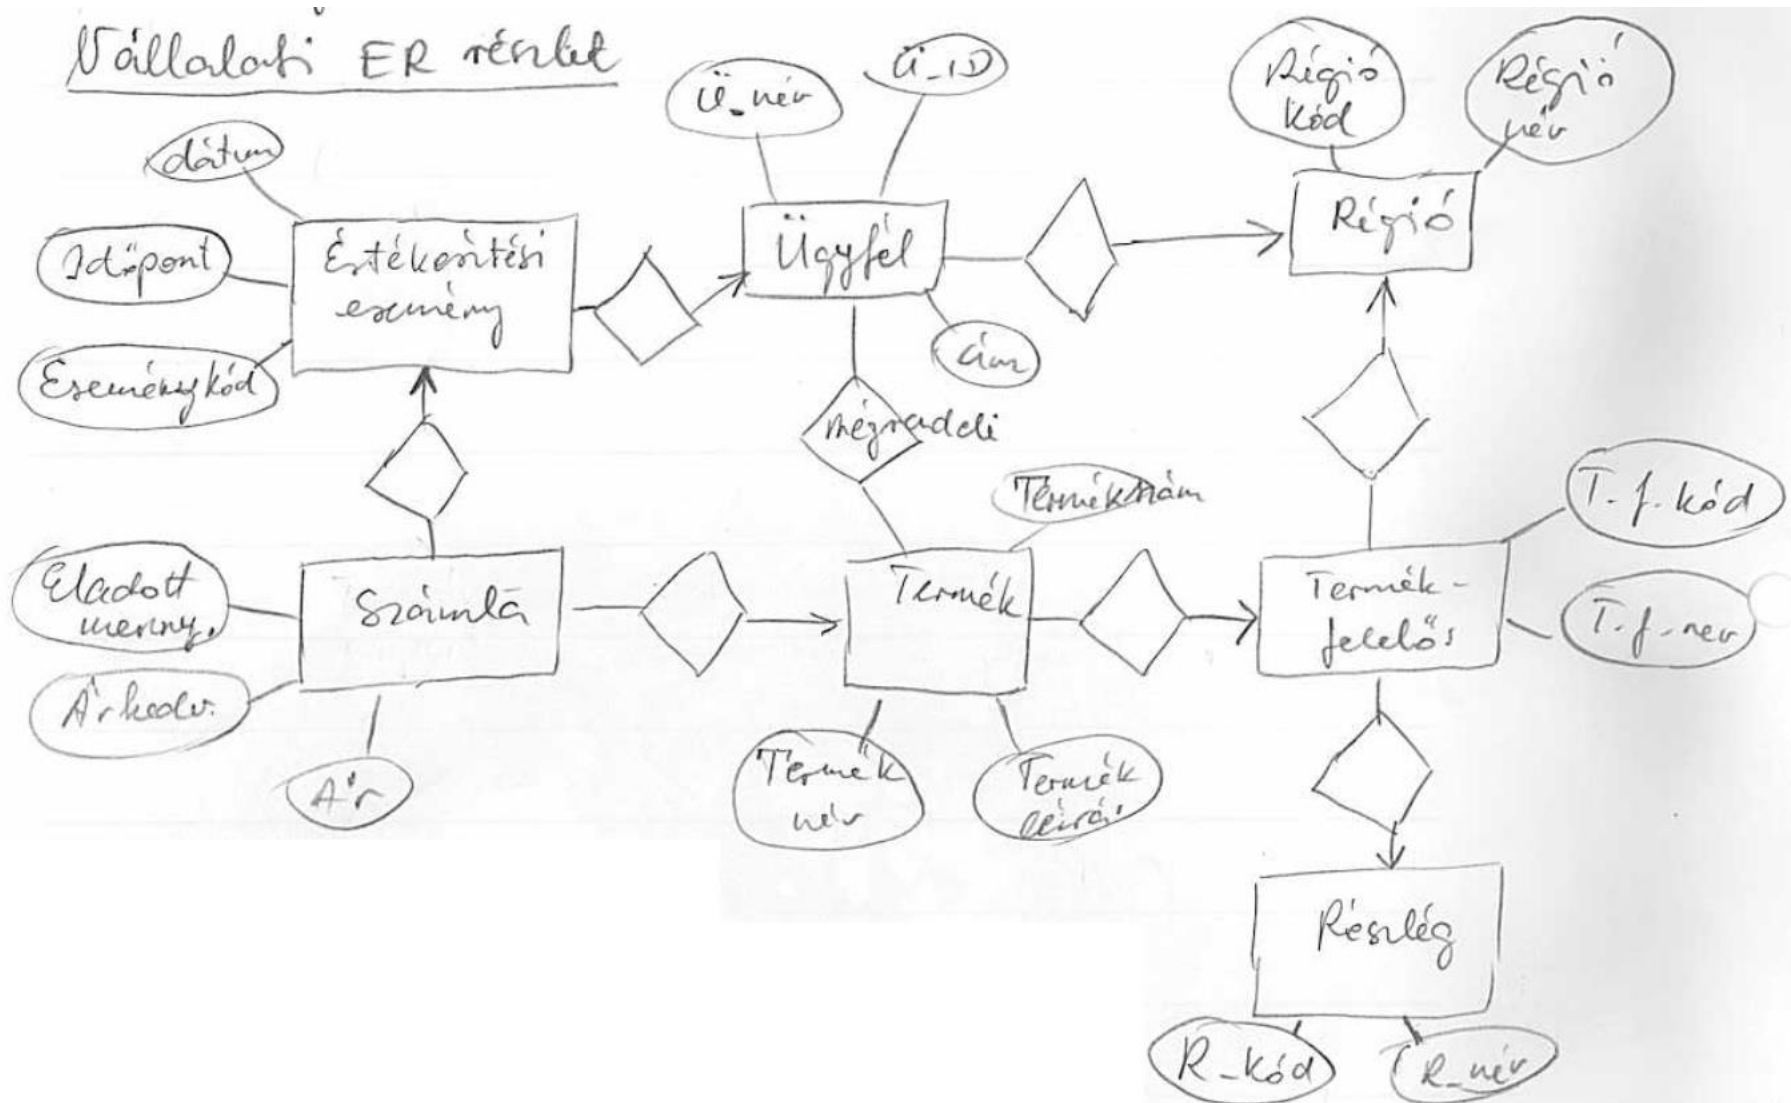 Vállalati ER részlet
Ü_név
Ü_ID
Régió
kód
Régió
név
dátum
Időpont
Eseménykód
Értékesítési
esemény
Ügyfél
cím
Régió
megrendeli
Termékszám
T.f.kód
T.f.nev
Eladott
menny.
Árkedv.
Ár
Számla
Termék
Termék-
felelős
Termék
név
Termék
leírás
Részleg
R_kód
R_név